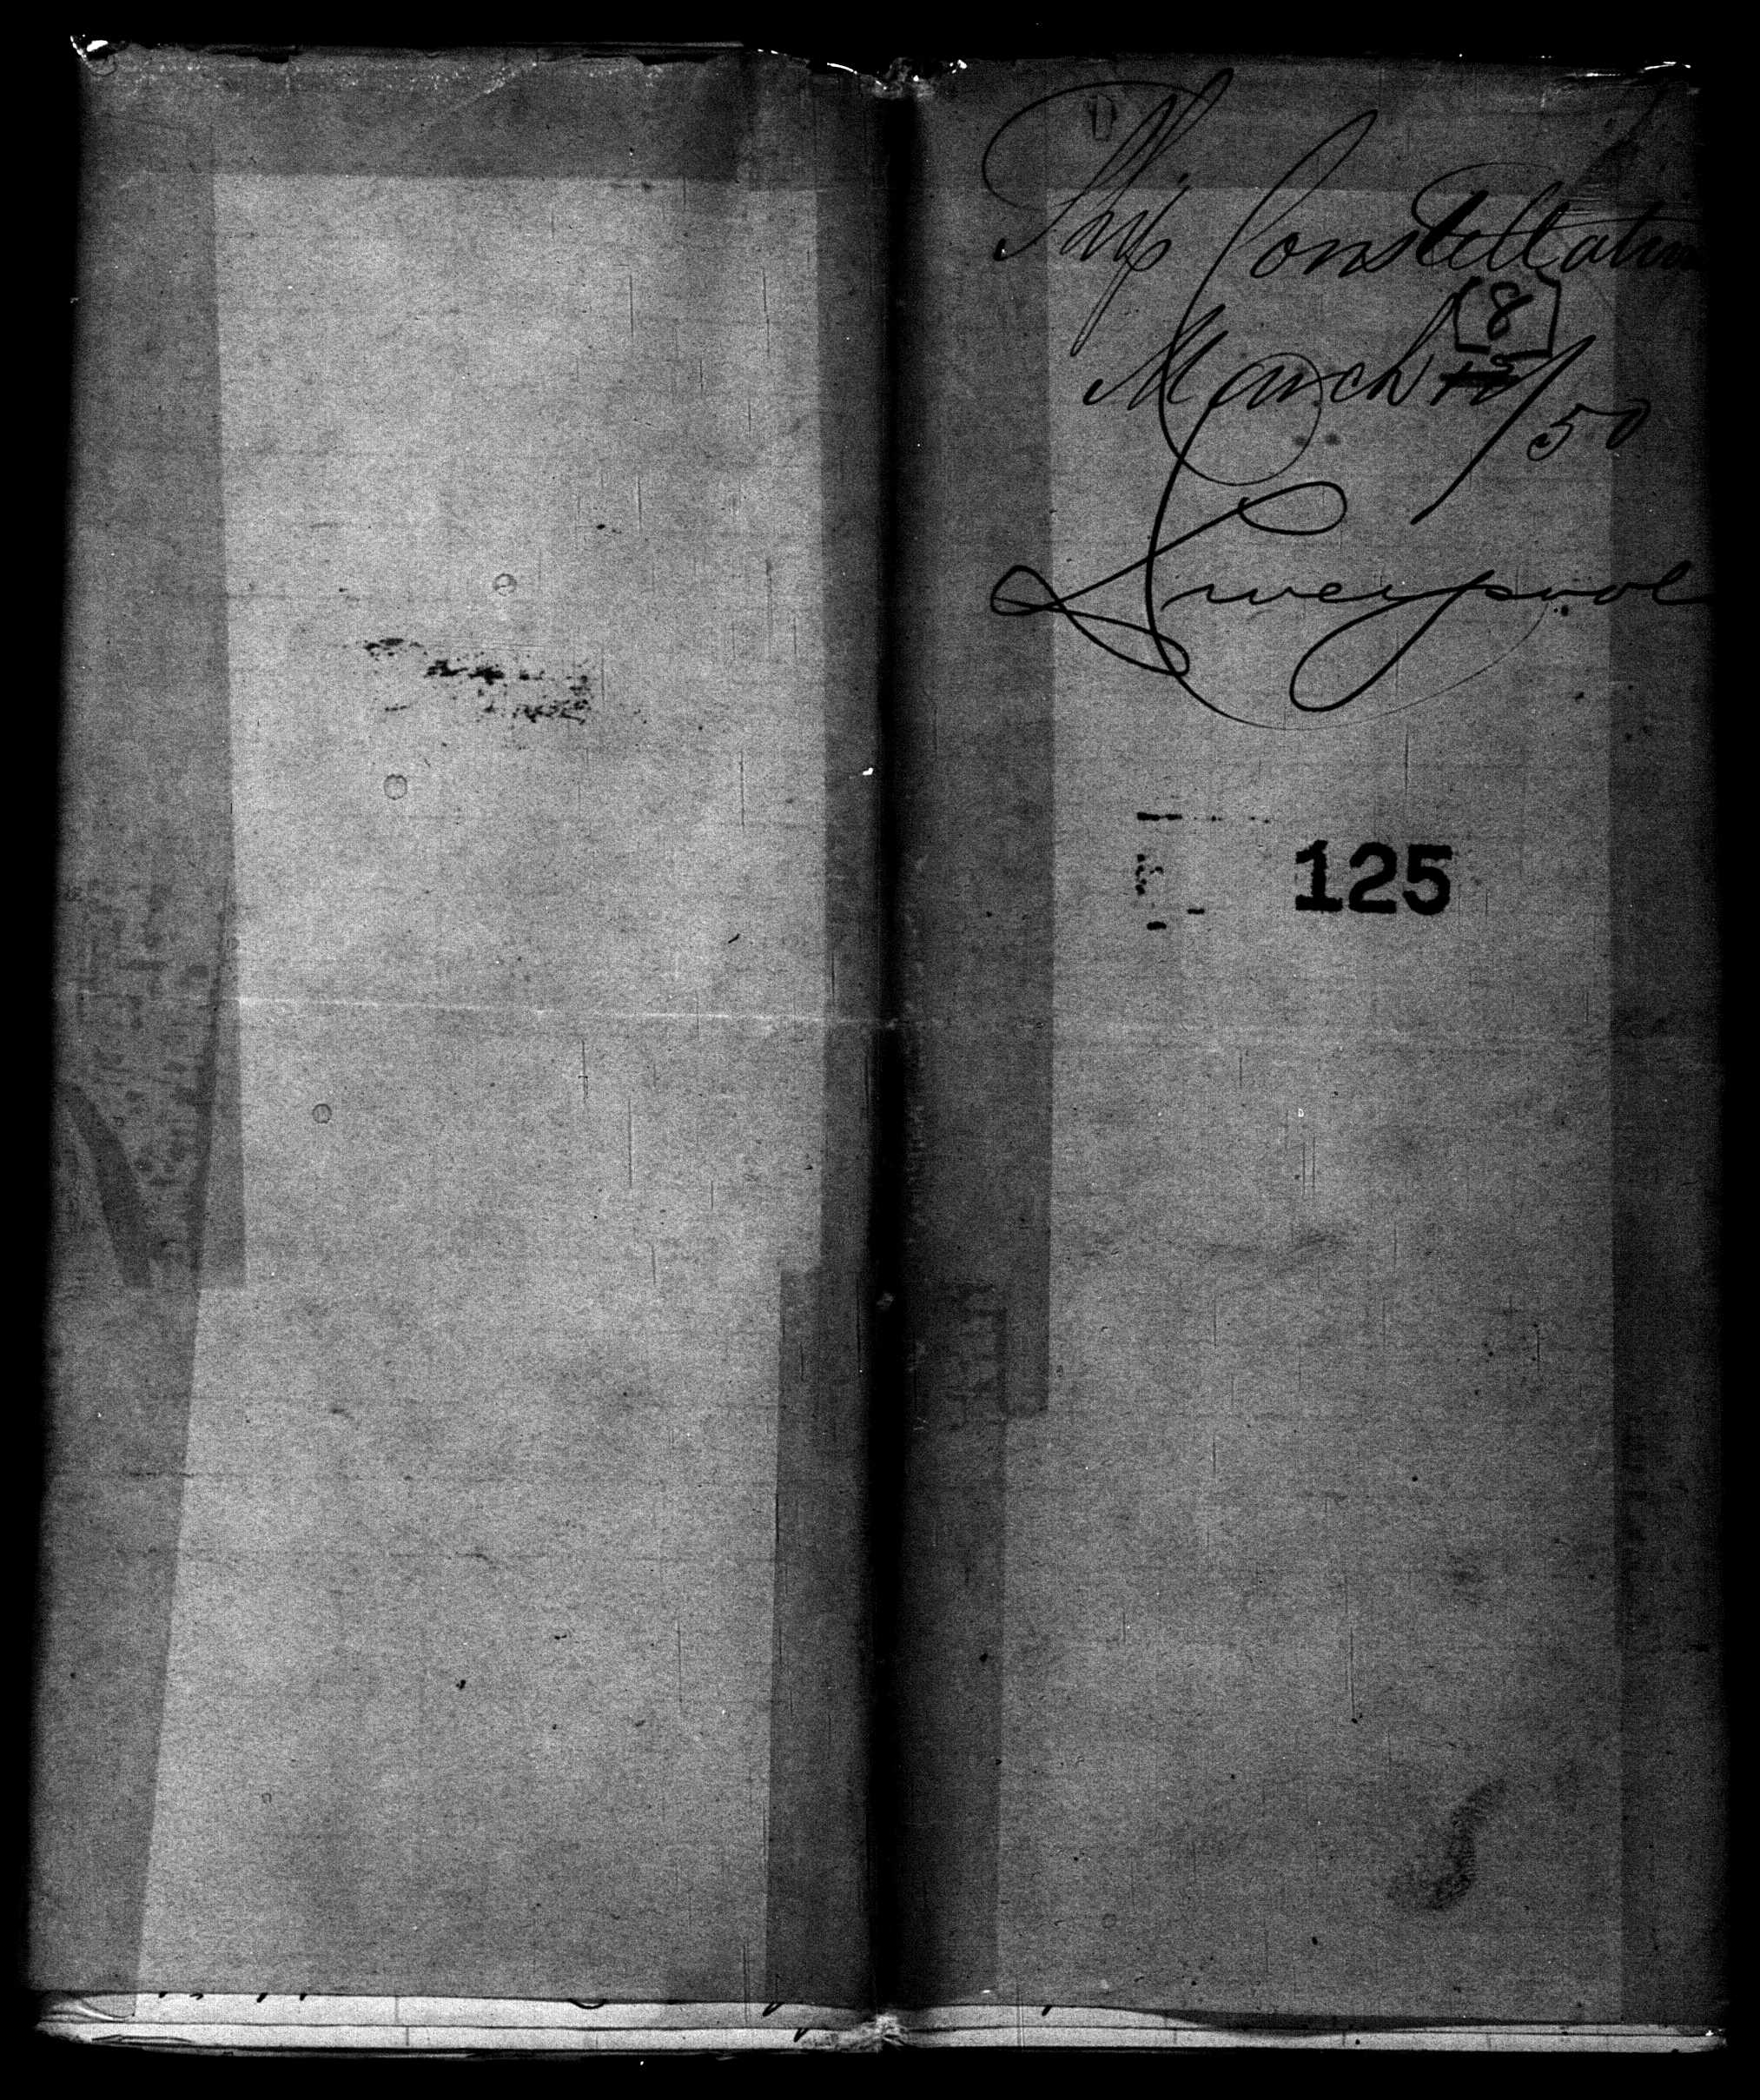 Ship Constellation
[8]
March /50
Liverpool
125